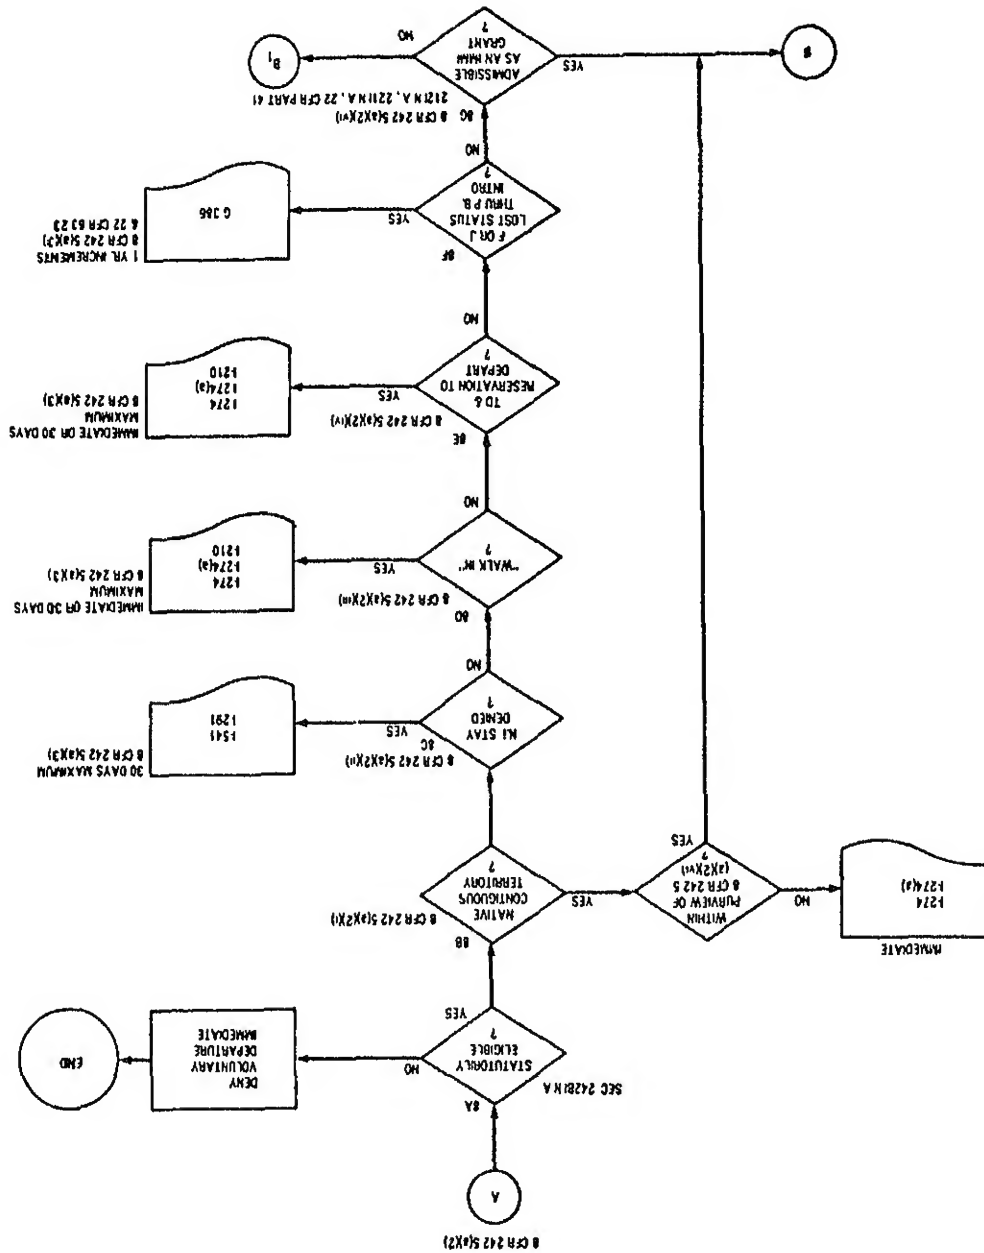 8 CFR 242 5(a)(2)
A
8A
SEC 242B I N A
STATUTORILY
ELIGIBLE
?
NO
YES
DENY
VOLUNTARY
DEPARTURE
IMMEDIATE
END
8B
8 CFR 242 5(a)(2)(i)
NATIVE
CONTIGUOUS
TERRITORY
?
YES
WITHIN
PURVIEW OF
8 CFR 242 5
(a)(2)(vi)
?
NO
YES
IMMEDIATE
I-274
I-274(a)
8 CFR 242 5(a)(2)(ii)
8C
N.I STAY
DENIED
?
YES
NO
30 DAYS MAXIMUM
8 CFR 242 5(a)(3)
I-541
I-291
8D
8 CFR 242 5(a)(2)(iii)
"WALK IN"
?
YES
NO
IMMEDIATE OR 30 DAYS
MAXIMUM
8 CFR 242 5(a)(3)
I-274
I-274(a)
I-210
8E
8 CFR 242 5(a)(2)(iv)
TD &
RESERVATION TO
DEPART
?
YES
NO
IMMEDIATE OR 30 DAYS
MAXIMUM
8 CFR 242 5(a)(3)
I-274
I-274(a)
I-210
8F
F OR J
LOST STATUS
THRU P.B.
INTRO
?
YES
NO
1 YR. INCREMENTS
8 CFR 242 5(a)(3)
& 22 CFR 63 23
G 386
8G
8 CFR 242 5(a)(2)(vi)
212 I N A, 221 I N A, 22 CFR PART 41
ADMISSIBLE
AS AN IMMI
GRANT
?
NO
YES
B1
B